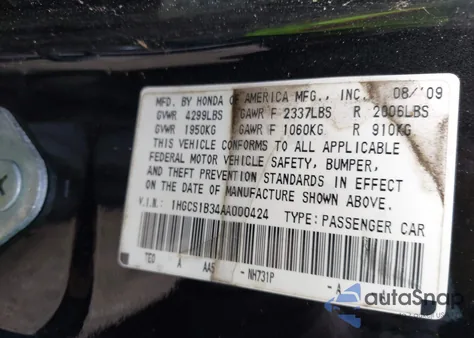 MFD. BY HONDA OF AMERICA MFG., INC. 08/'09
GVWR 4299LBS GAWR F 2337LBS R 2006LBS
GVWR 1950KG GAWR F 1060KG R 910KG
THIS VEHICLE CONFORMS TO ALL APPLICABLE
FEDERAL MOTOR VEHICLE SAFETY, BUMPER,
AND THEFT PREVENTION STANDARDS IN EFFECT
ON THE DATE OF MANUFACTURE SHOWN ABOVE.
V.I.N.: 1HGCS1B34AA000424 TYPE: PASSENGER CAR
TE0 A AAS - NH731P - A
autoSnap